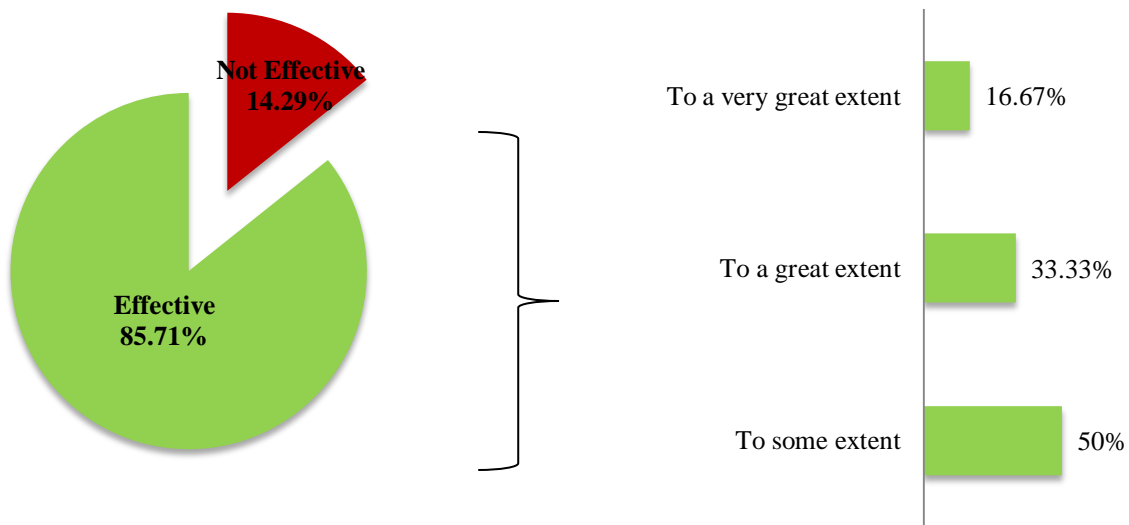 Not Effective
14.29%
Effective
85.71%
To a very great extent
16.67%
To a great extent
33.33%
To some extent
50%